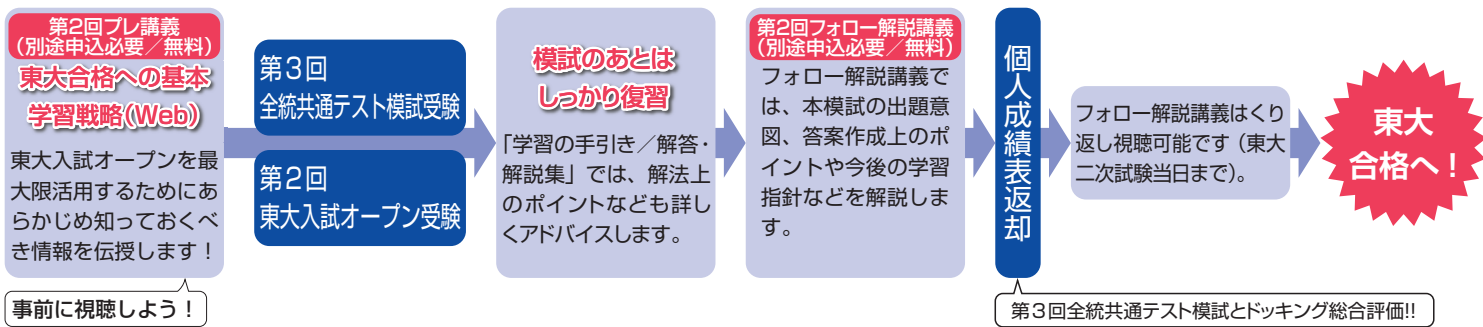 第2回プレ講義
(別途申込必要／無料)
東大合格への基本
学習戦略(Web)
東大入試オープンを最
大限活用するためにあ
らかじめ知っておくべ
き情報を伝授します！
事前に視聴しよう！
第3回
全統共通テスト模試受験
第2回
東大入試オープン受験
模試のあとは
しっかり復習
「学習の手引き／解答・
解説集」では、解法上
のポイントなども詳し
くアドバイスします。
第2回フォロー解説講義
(別途申込必要／無料)
フォロー解説講義で
は、本模試の出題意
図、答案作成上のポ
イントや今後の学習
指針などを解説しま
す。
個人成績表返却
第3回全統共通テスト模試とドッキング総合評価!!
フォロー解説講義はくり
返し視聴可能です（東大
二次試験当日まで）。
東大
合格へ！